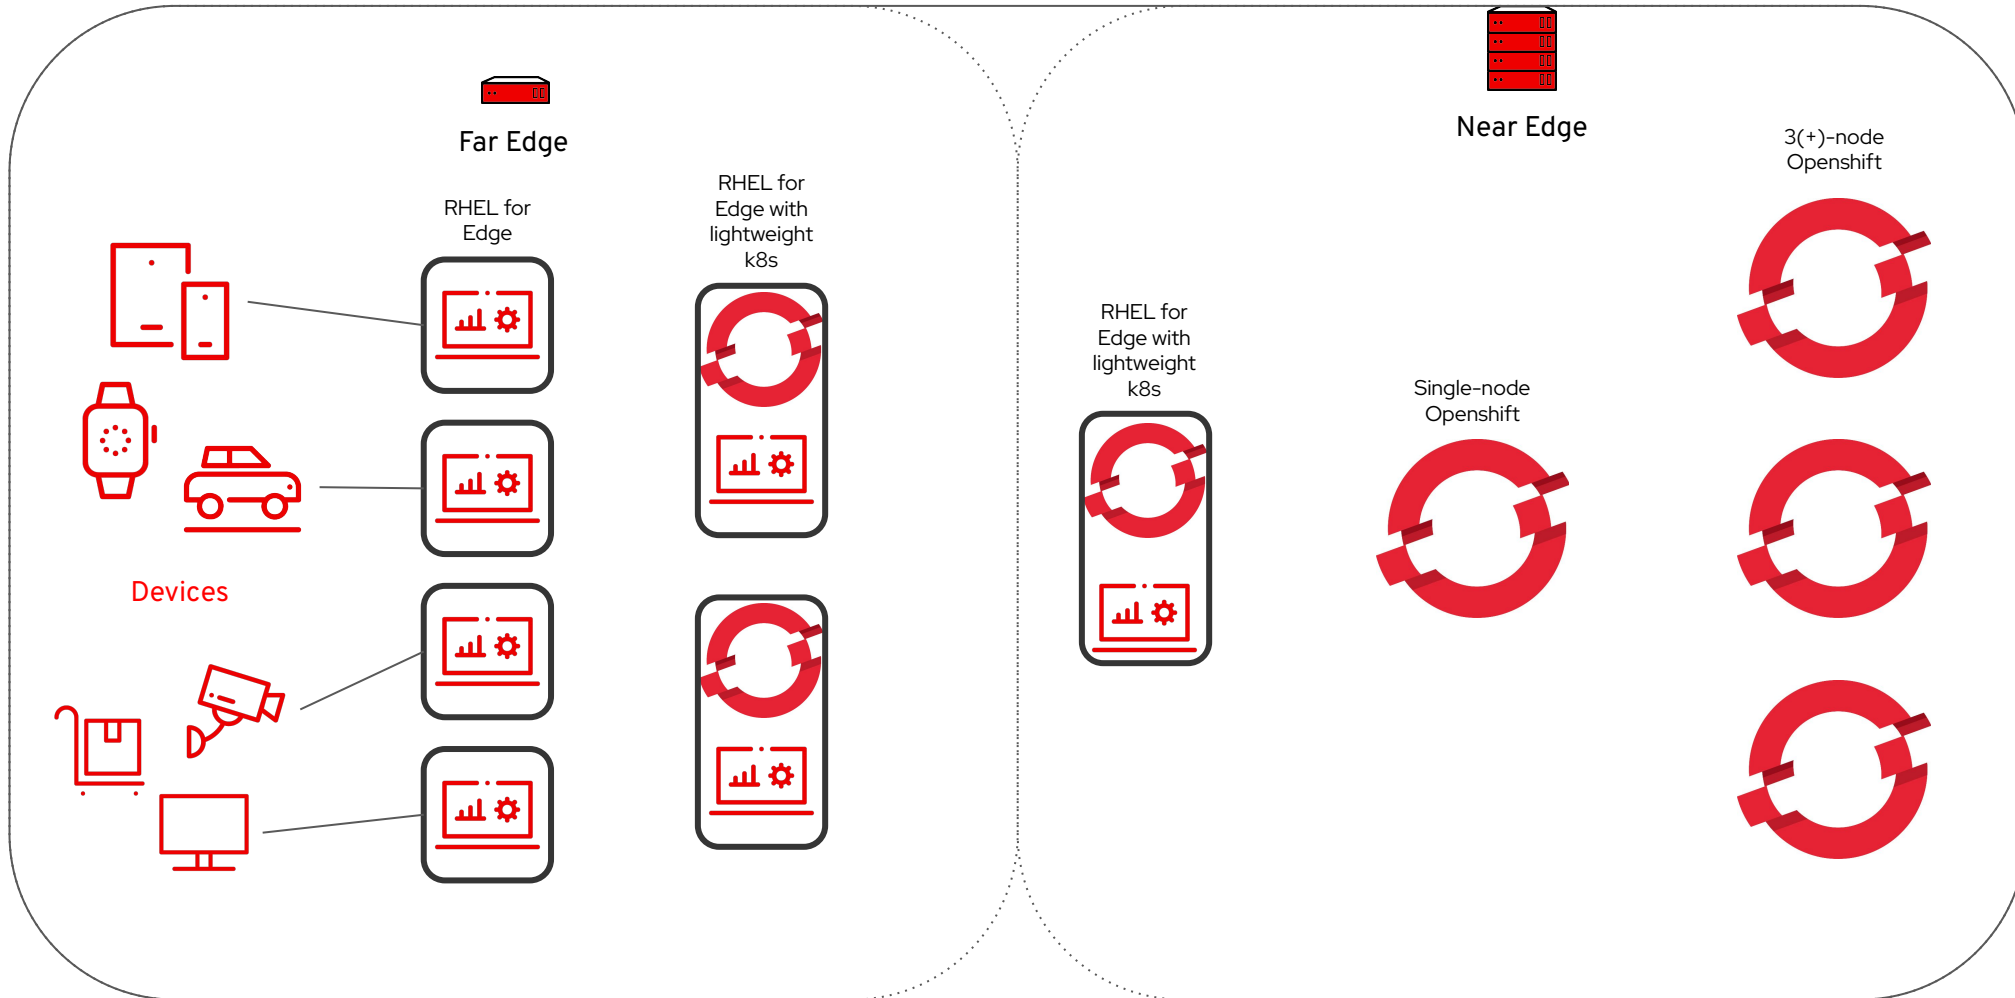 Far Edge
RHEL for
Edge
RHEL for
Edge with
lightweight
k8s
Devices
Near Edge
RHEL for
Edge with
lightweight
k8s
Single-node
Openshift
3(+)-node
Openshift